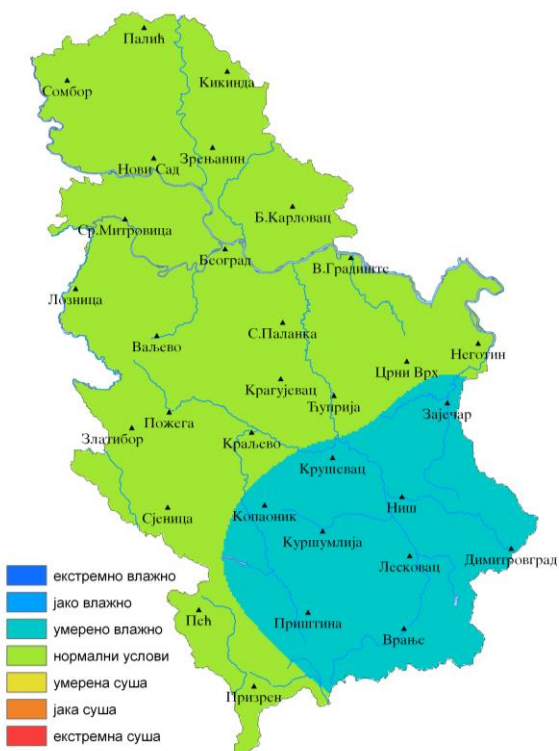 Палић
Кикинда
Сомбор
Зрењанин
Нови Сад
Б.Карловац
Ср.Митровица
Београд
В.Градиште
Лозница
С.Паланка
Ваљево
Неготин
Црни Врх
Крагујевац
Ћуприја
Зајечар
Пожега
Златибор
Краљево
Крушевац
Ниш
Сјеница
Копаоник
Куршумлија
Димитровград
Лесковац
Пећ
Приштина
Врање
Призрен
екстремно влажно
јако влажно
умерено влажно
нормални услови
умерена суша
јака суша
екстремна суша